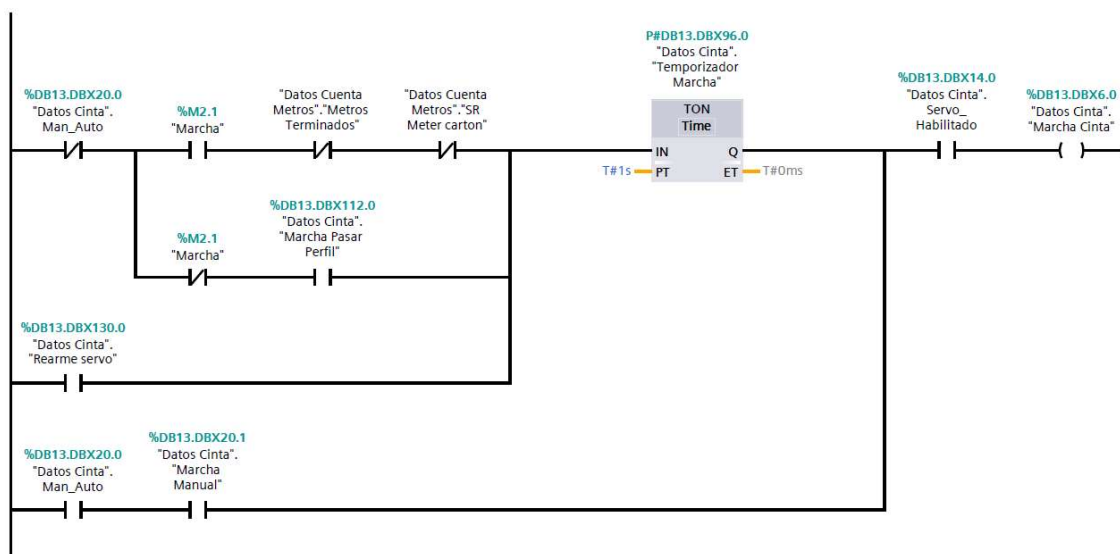 P#DB13.DBX96.0
"Datos Cinta".
"Temporizador
Marcha"
%DB13.DBX20.0
"Datos Cinta".
Man_Auto
%M2.1
"Marcha"
"Datos Cuenta
Metros"."Metros
Terminados"
"Datos Cuenta
Metros"."SR
Meter carton"
TON
Time
IN
Q
T#1s
PT
ET
T#0ms
%DB13.DBX14.0
"Datos Cinta".
Servo_
Habilitado
%DB13.DBX6.0
"Datos Cinta".
"Marcha Cinta"
%M2.1
"Marcha"
%DB13.DBX112.0
"Datos Cinta".
"Marcha Pasar
Perfil"
%DB13.DBX130.0
"Datos Cinta".
"Rearme servo"
%DB13.DBX20.0
"Datos Cinta".
Man_Auto
%DB13.DBX20.1
"Datos Cinta".
"Marcha
Manual"